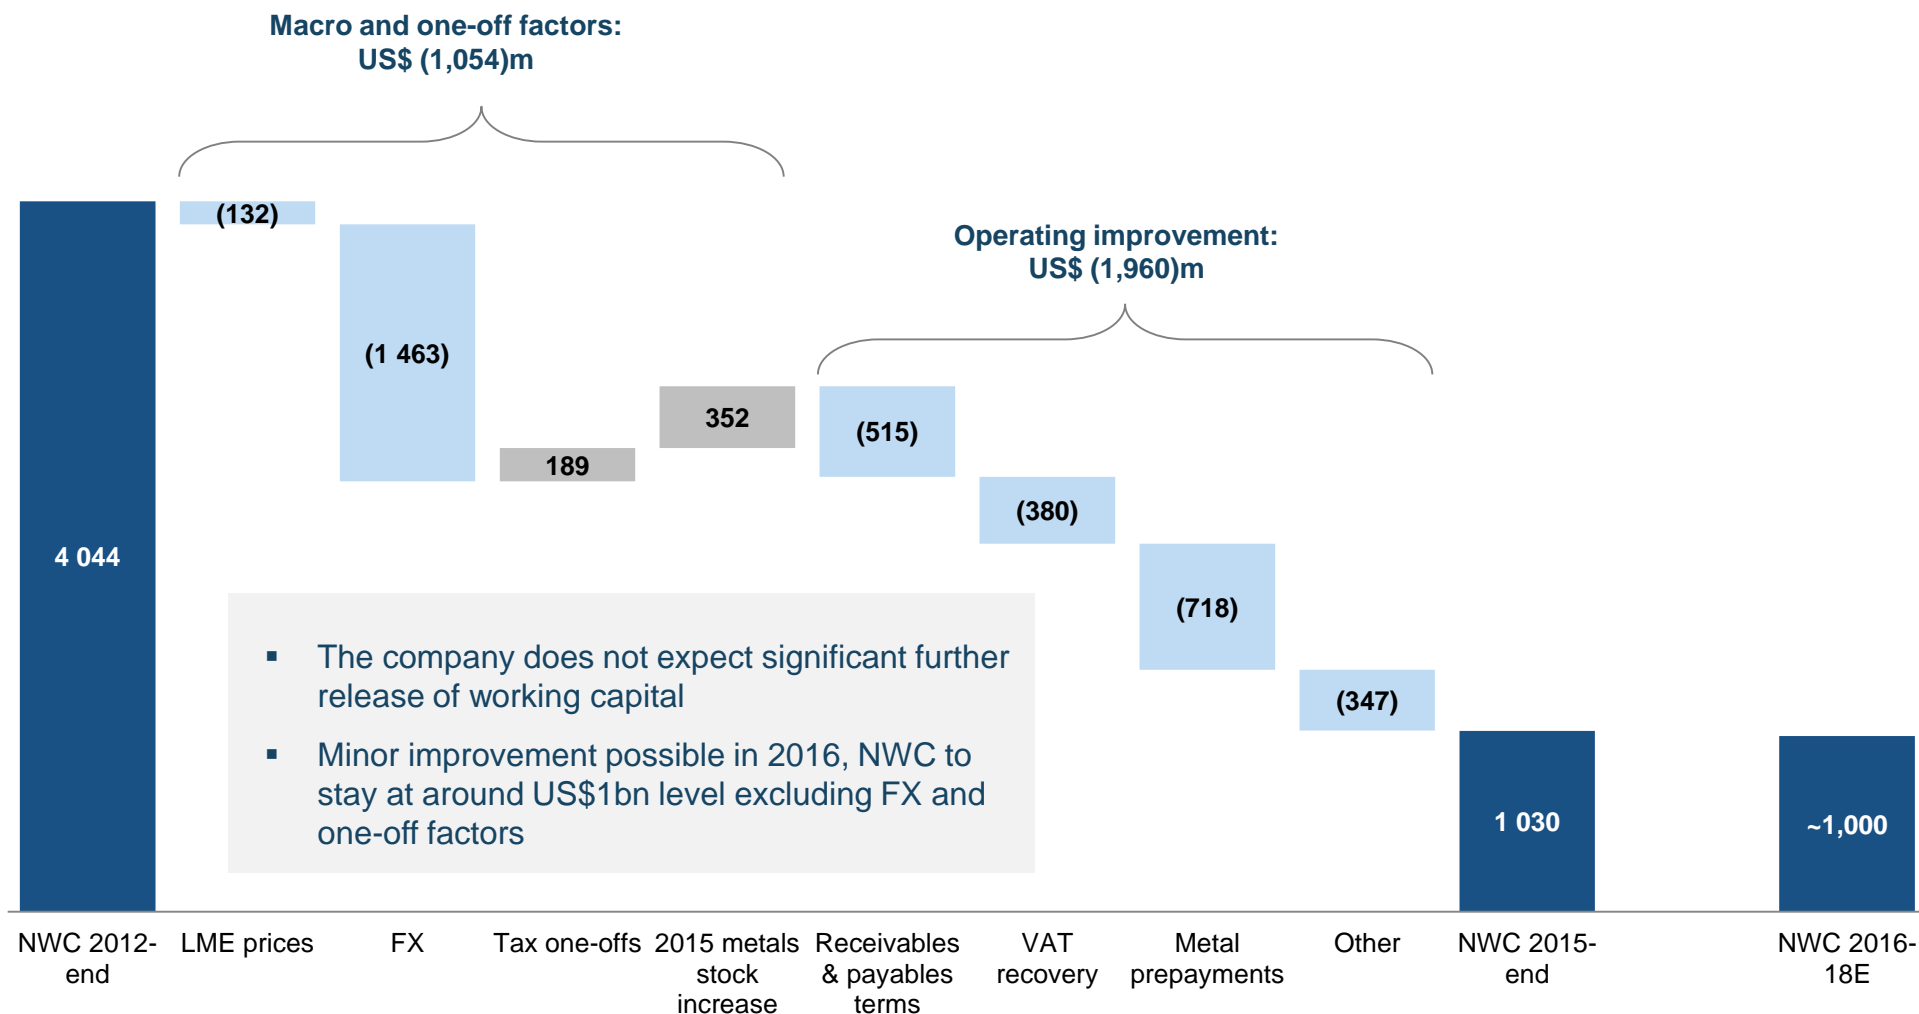 Macro and one-off factors:
US$ (1,054)m
(132)
Operating improvement:
US$ (1,960)m
(1 463)
352
(515)
189
(380)
4 044
(718)
▪ The company does not expect significant further
release of working capital
(347)
▪ Minor improvement possible in 2016, NWC to
stay at around US$1bn level excluding FX and
one-off factors
1 030
~1,000
NWC 2012-
end
LME prices
FX
Tax one-offs
2015 metals
stock
increase
Receivables
& payables
terms
VAT
recovery
Metal
prepayments
Other
NWC 2015-
end
NWC 2016-
18E